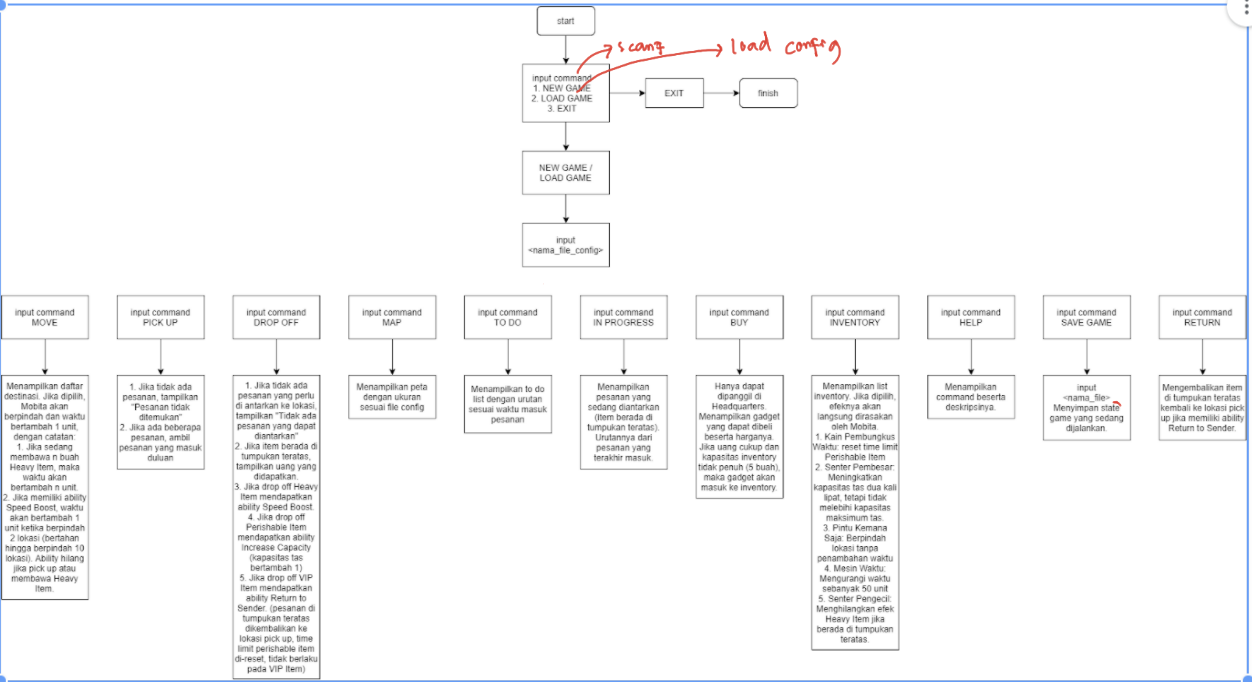 start
scanf
load config
input command
1. NEW GAME
2. LOAD GAME
3. EXIT
EXIT
finish
NEW GAME /
LOAD GAME
input
<nama_file_config>
input command
MOVE
input command
PICK UP
input command
DROP OFF
input command
MAP
input command
TO DO
input command
IN PROGRESS
input command
BUY
input command
INVENTORY
input command
HELP
input command
SAVE GAME
input command
RETURN
Menampilkan daftar
destinasi. Jika dipilih,
Mobita akan
berpindah dan waktu
bertambah 1 unit,
dengan catatan:
1. Jika sedang
membawa n buah
Heavy Item, maka
waktu akan
bertambah n unit.
2. Jika memiliki ability
Speed Boost, waktu
akan bertambah 1
unit ketika berpindah
2 lokasi (bertahan
hingga berpindah 10
lokasi). Ability hilang
jika pick up atau
membawa Heavy
Item.
1. Jika tidak ada
pesanan, tampilkan
"Pesanan tidak
ditemukan"
2. Jika ada beberapa
pesanan, ambil
pesanan yang masuk
duluan
1. Jika tidak ada
pesanan yang perlu
di antarkan ke lokasi,
tampilkan "Tidak ada
pesanan yang dapat
diantarkan"
2. Jika item berada di
tumpukan teratas,
tampilkan uang yang
didapatkan.
3. Jika drop off Heavy
Item mendapatkan
ability Speed Boost.
4. Jika drop off
Perishable Item
mendapatkan ability
Increase Capacity
(kapasitas tas
bertambah 1)
5. Jika drop off VIP
Item mendapatkan
ability Return to
Sender. (pesanan di
tumpukan teratas
dikembalikan ke
lokasi pick up, time
limit perishable item
di-reset, tidak berlaku
pada VIP Item)
Menampilkan peta
dengan ukuran
sesuai file config
Menampilkan to do
list dengan urutan
sesuai waktu masuk
pesanan
Menampilkan
pesanan yang
sedang diantarkan
(Item berada di
tumpukan teratas).
Urutannya dari
pesanan yang
terakhir masuk.
Hanya dapat
dipanggil di
Headquarters.
Menampilkan gadget
yang dapat dibeli
beserta harganya.
Jika uang cukup dan
kapasitas inventory
tidak penuh (5 buah),
maka gadget akan
masuk ke inventory.
Menampilkan list
inventory. Jika dipilih,
efeknya akan
langsung dirasakan
oleh Mobita.
1. Kain Pembungkus
Waktu: reset time limit
Perishable Item
2. Senter Pembesar:
Meningkatkan
kapasitas tas dua kali
lipat, tetapi tidak
melebihi kapasitas
maksimum tas.
3. Pintu Kemana
Saja: Berpindah
lokasi tanpa
penambahan waktu
4. Mesin Waktu:
Mengurangi waktu
sebanyak 50 unit
5. Senter Pengecil:
Menghilangkan efek
Heavy Item jika
berada di tumpukan
teratas.
Menampilkan
command beserta
deskripsinya.
input
<nama_file>
Menyimpan state
game yang sedang
dijalankan.
Mengembalikan item
di tumpukan teratas
kembali ke lokasi pick
up jika memiliki ability
Return to Sender.